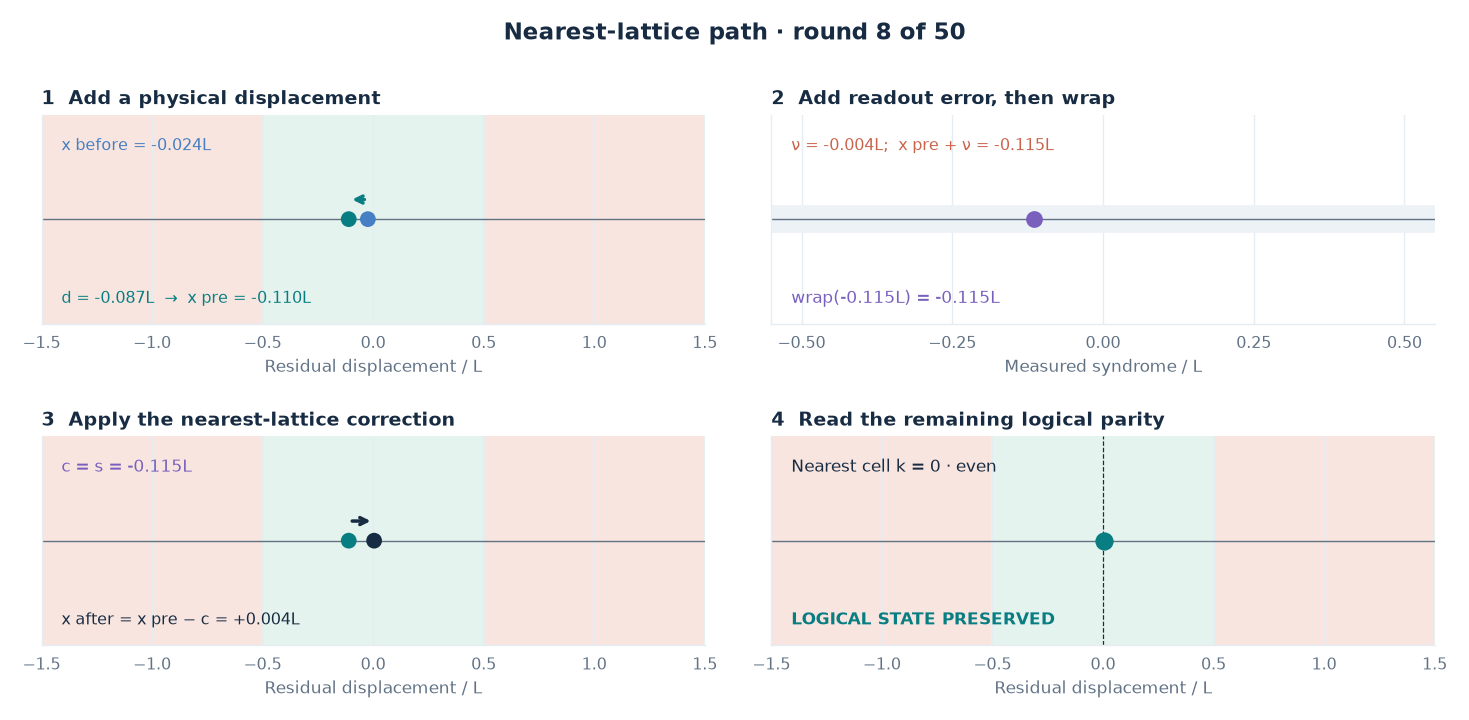 Nearest-lattice path · round 8 of 50
1 Add a physical displacement
x before = -0.024L
d = -0.087L → x pre = -0.110L
−1.5 −1.0 −0.5 0.0 0.5 1.0 1.5
Residual displacement / L
2 Add readout error, then wrap
ν = -0.004L; x pre + ν = -0.115L
wrap(-0.115L) = -0.115L
−0.50 −0.25 0.00 0.25 0.50
Measured syndrome / L
3 Apply the nearest-lattice correction
c = s = -0.115L
x after = x pre − c = +0.004L
−1.5 −1.0 −0.5 0.0 0.5 1.0 1.5
Residual displacement / L
4 Read the remaining logical parity
Nearest cell k = 0 · even
LOGICAL STATE PRESERVED
−1.5 −1.0 −0.5 0.0 0.5 1.0 1.5
Residual displacement / L